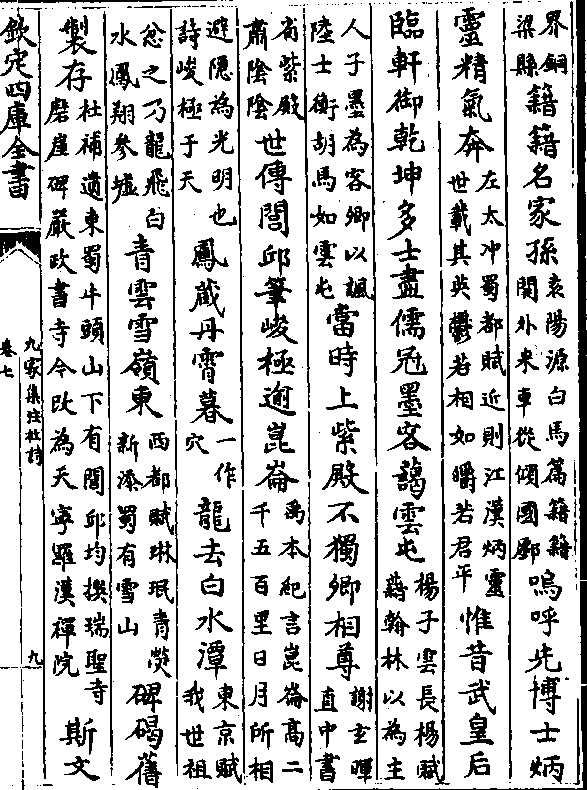 界銅梁縣籍籍名家孫袁陽源白馬篇籍籍關外來車從傾國鄽嗚呼先博士炳
靈精氣奔左太冲蜀都賦近則江漢炳靈世載其英鬱若相如皭若君平惟昔武皇后
臨軒御乾坤多士盡儒冠墨客藹雲屯楊子雲長楊賦藉翰林以為主
人子墨為客卿以諷陸士衡胡馬如雲屯當時上紫殿不獨卿相尊謝玄暉直中書
省紫殿肅陰陰世傳閭邱筆峻極逾崑崙禹本紀言崑崙高二千五百里日月所相
避隱為光明也詩峻極于天鳳蔵丹霄暮一作穴龍去白水潭東京賦我世祖
忿之乃龍飛白水鳳翔參墟青雲雪嶺東西都賦琳珉青熒新添蜀有雪山碑碣舊
製存杜補遺東蜀牛頭山下有閭邱均撰瑞聖寺磨崖碑嚴政書寺今改為天寧羅漢禪院斯文
欽定四庫全書
九家集注杜詩
卷七
九